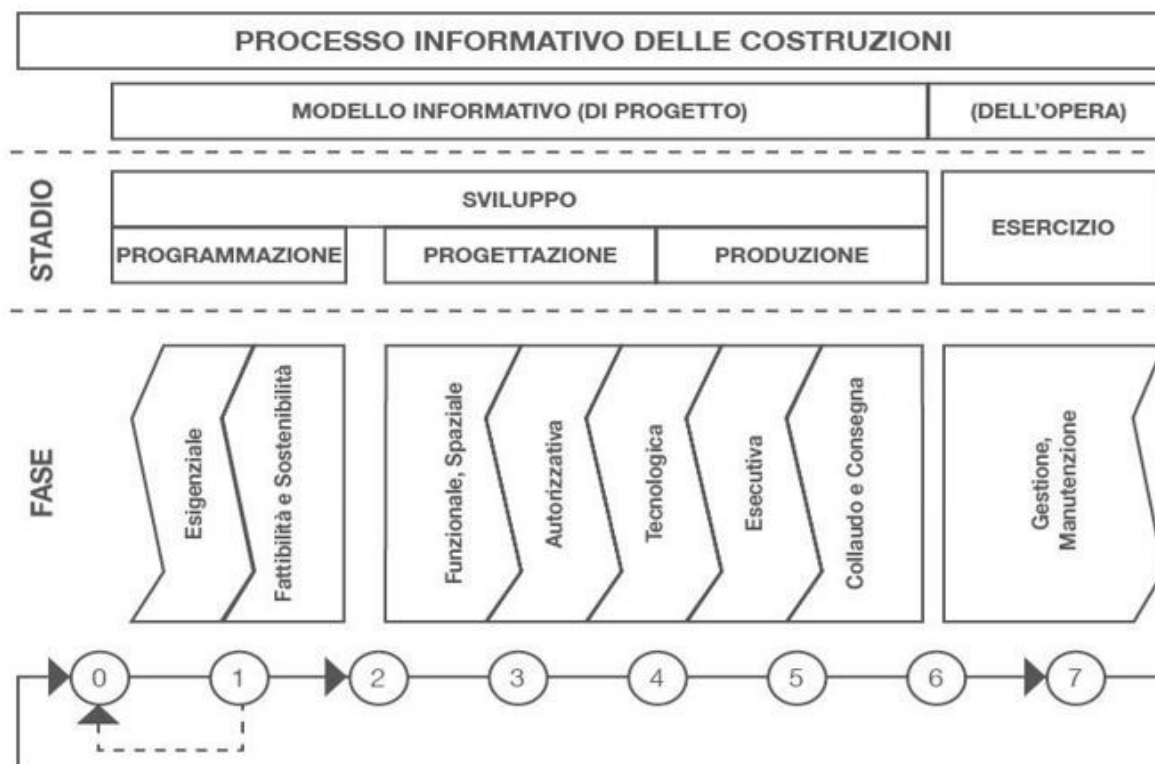 PROCESSO INFORMATIVO DELLE COSTRUZIONI
MODELLO INFORMATIVO (DI PROGETTO)
(DELL'OPERA)
STADIO
SVILUPPO
ESERCIZIO
PROGRAMMAZIONE
PROGETTAZIONE
PRODUZIONE
FASE
Esigenziale
Fattibilità e Sostenibilità
Funzionale, Spaziale
Autorizzativa
Tecnologica
Esecutiva
Collaudo e Consegna
Gestione,
Manutenzione
0 1 2 3 4 5 6 7